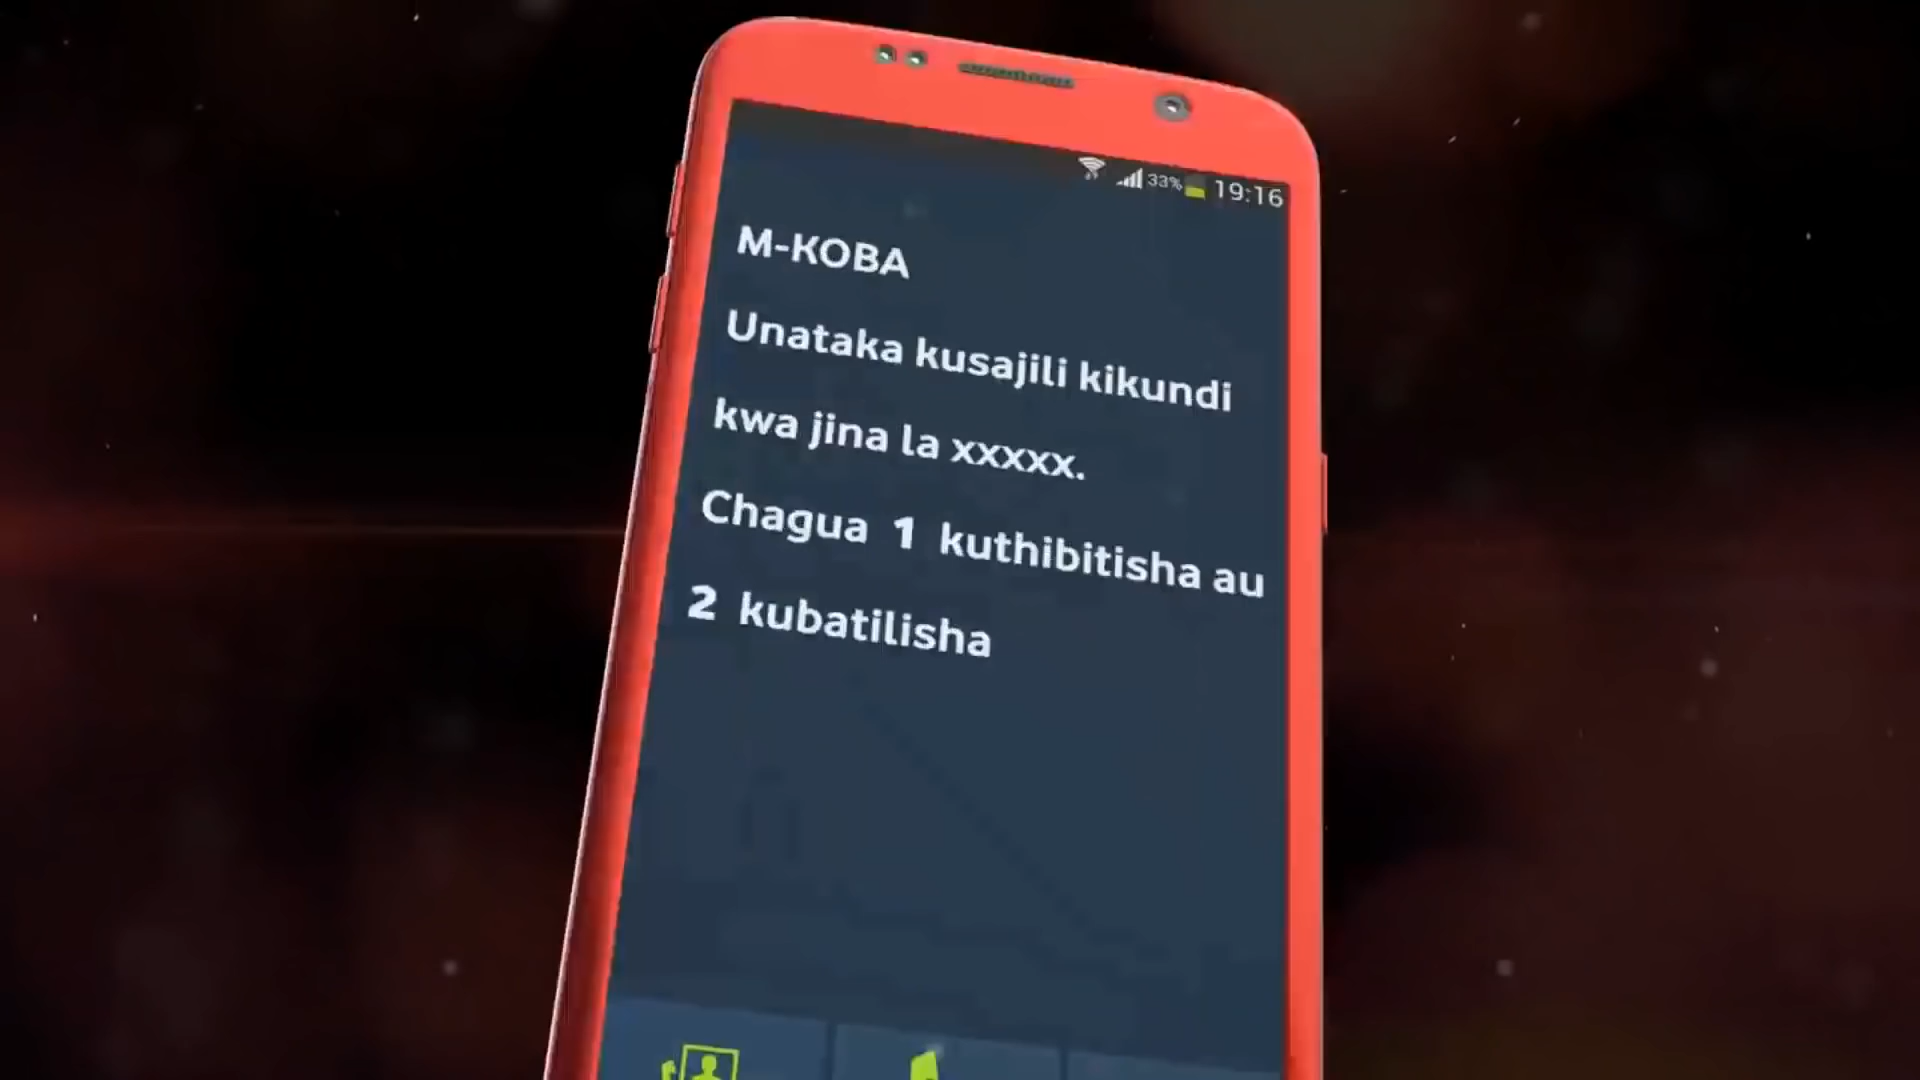 33% 19:16
M-KOBA
Unataka kusajili kikundi
kwa jina la xxxxx.
Chagua 1 kuthibitisha au
2 kubatilisha